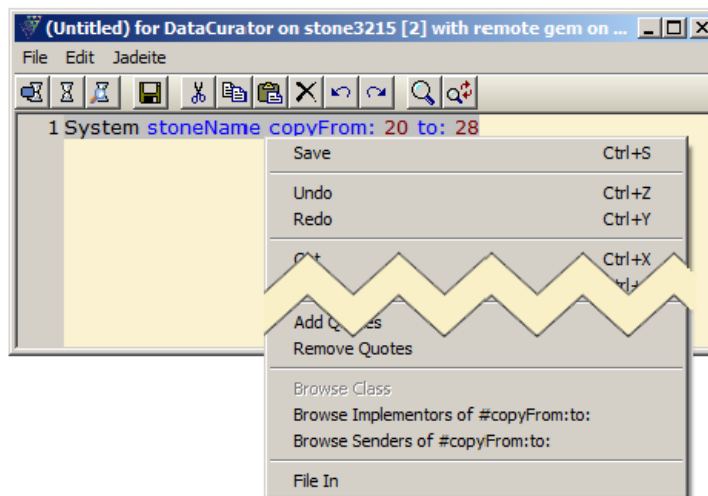 (Untitled) for DataCurator on stone3215 [2] with remote gem on ...
File Edit Jadeite
1 System stoneName copyFrom: 20 to: 28
Save Ctrl+S
Undo Ctrl+Z
Redo Ctrl+Y
Ctrl+X
Add Quotes
Remove Quotes
Browse Class
Browse Implementors of #copyFrom:to:
Browse Senders of #copyFrom:to:
File In